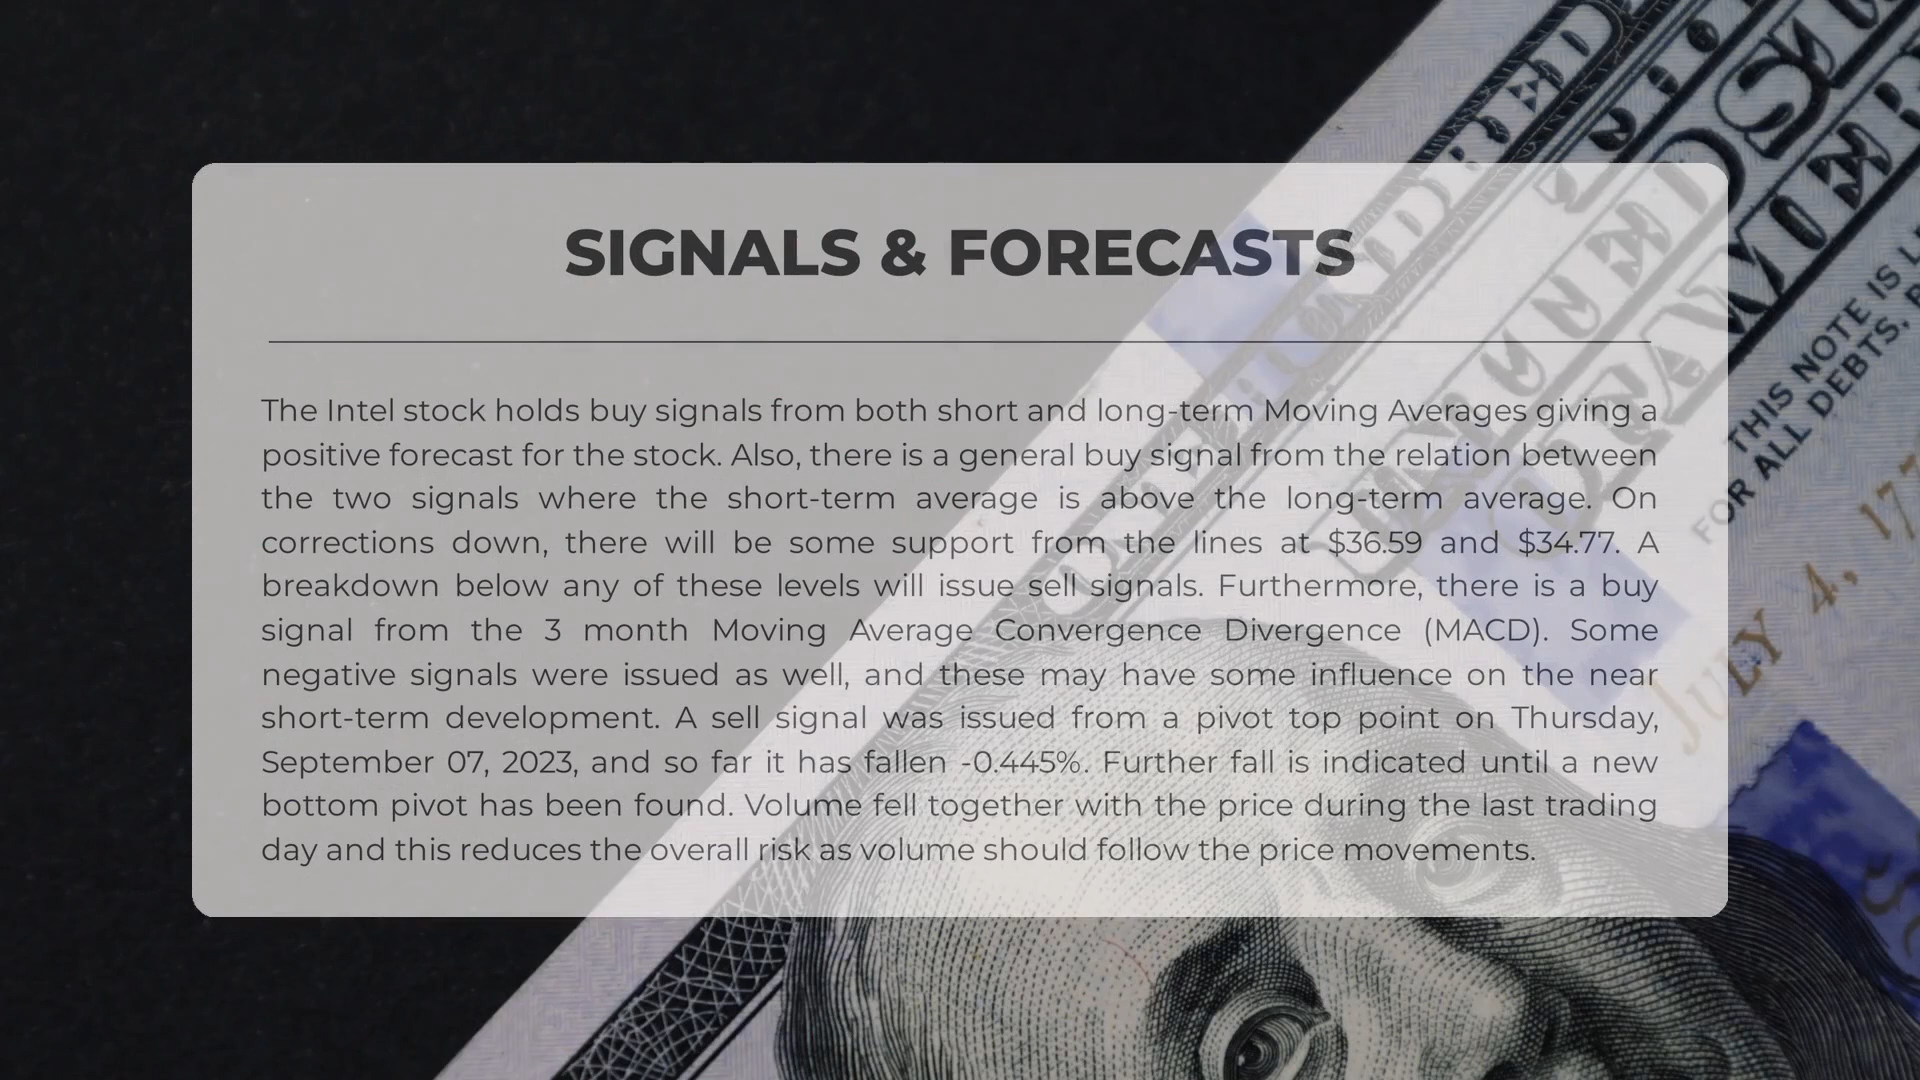 SIGNALS & FORECASTS
The Intel stock holds buy signals from both short and long-term Moving Averages giving a
positive forecast for the stock. Also, there is a general buy signal from the relation between
the two signals where the short-term average is above the long-term average. On
corrections down, there will be some support from the lines at $36.59 and $34.77. A
breakdown below any of these levels will issue sell signals. Furthermore, there is a buy
signal from the 3 month Moving Average Convergence Divergence (MACD). Some
negative signals were issued as well, and these may have some influence on the near
short-term development. A sell signal was issued from a pivot top point on Thursday,
September 07, 2023, and so far it has fallen -0.445%. Further fall is indicated until a new
bottom pivot has been found. Volume fell together with the price during the last trading
day and this reduces the overall risk as volume should follow the price movements.
THIS NOTE IS
FOR ALL DEBTS,
JULY 4,